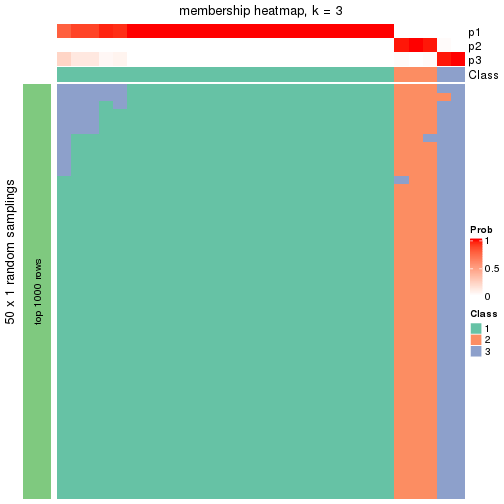 membership heatmap, k = 3
p1
p2
p3
Class
50 x 1 random samplings
top 1000 rows
Prob
1
0.5
0
Class
1
2
3